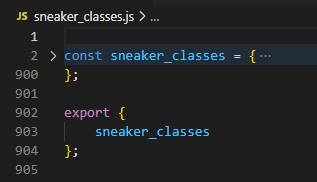 JS sneaker_classes.js > ...
1
2 > const sneaker_classes = { ...
900 };
901
902 export {
903 sneaker_classes
904 };
905